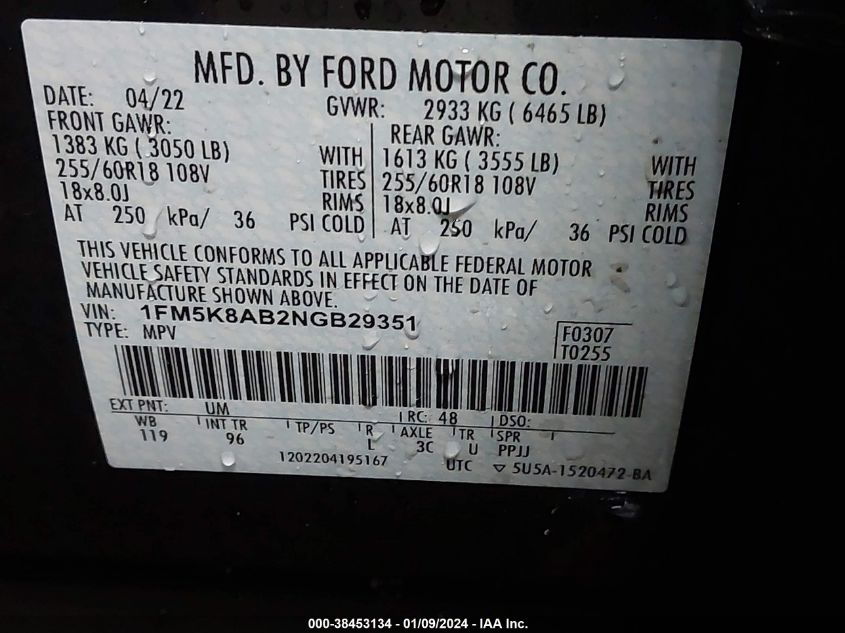 MFD. BY FORD MOTOR CO.
DATE: 04/22 GVWR: 2933 KG ( 6465 LB)
FRONT GAWR: REAR GAWR:
1383 KG ( 3050 LB) WITH 1613 KG ( 3555 LB) WITH
255/60R18 108V TIRES 255/60R18 108V TIRES
18x8.0J RIMS 18x8.0J RIMS
AT 250 kPa/ 36 PSI COLD AT 250 kPa/ 36 PSI COLD
THIS VEHICLE CONFORMS TO ALL APPLICABLE FEDERAL MOTOR
VEHICLE SAFETY STANDARDS IN EFFECT ON THE DATE OF
MANUFACTURE SHOWN ABOVE.
VIN: 1FM5K8AB2NGB29351
TYPE: MPV F0307
T0255
EXT PNT: UM RC: 48 DSO:
WB INT TR TP/PS R AXLE TR SPR
119 96 L 3C U PPJJ
1202204195167 UTC ▽ 5U5A-1520472-BA
000-38453134 - 01/09/2024 - IAA Inc.